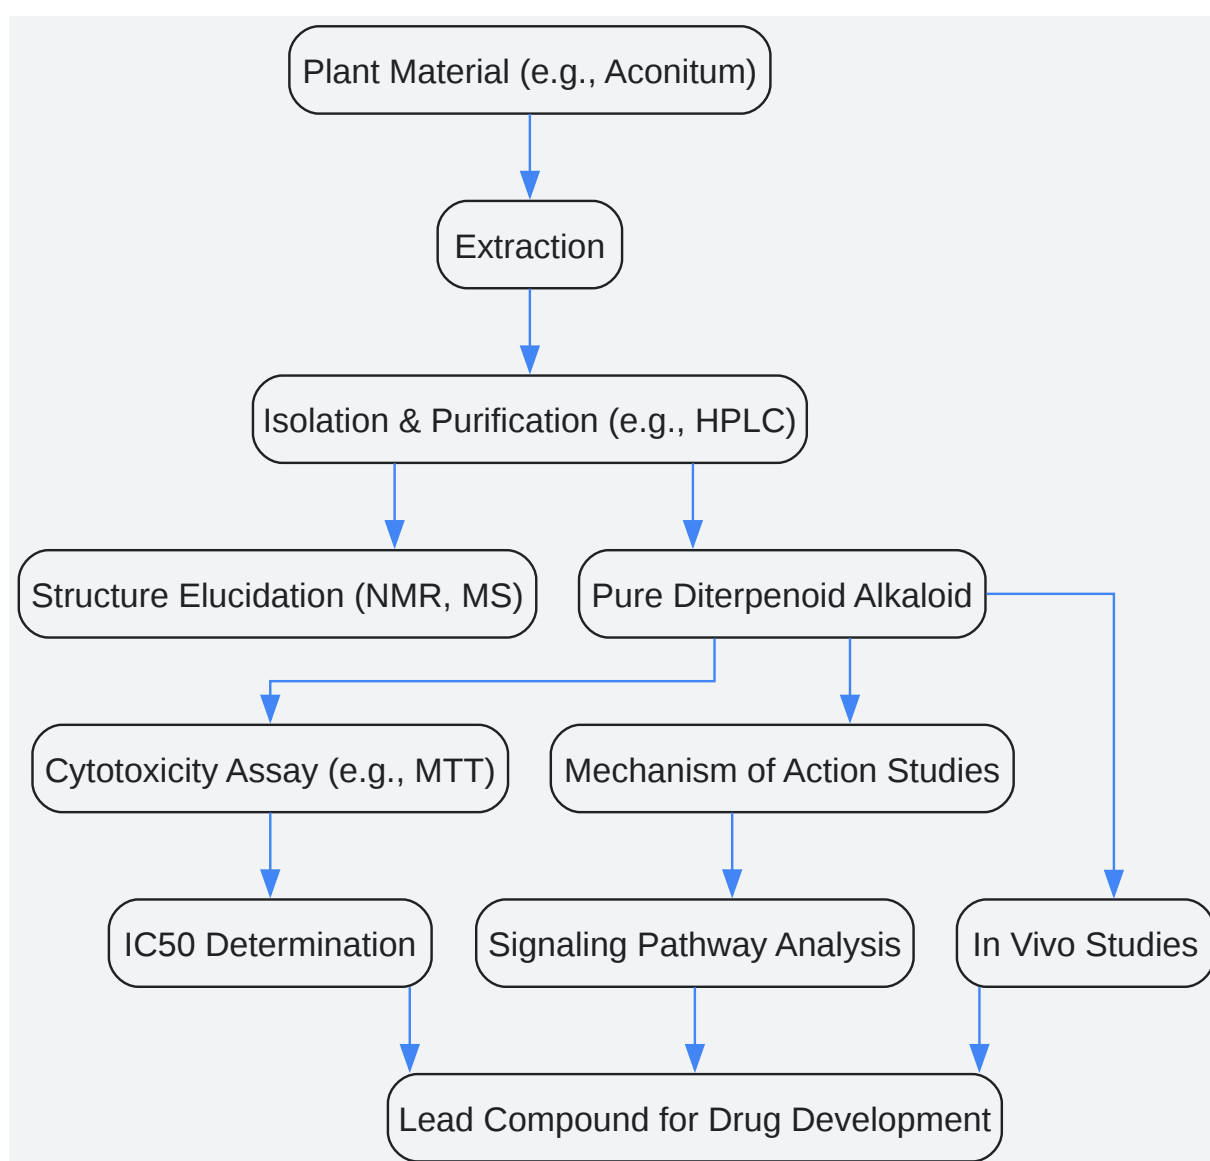 Plant Material (e.g., Aconitum)
Extraction
Isolation & Purification (e.g., HPLC)
Structure Elucidation (NMR, MS)
Pure Diterpenoid Alkaloid
Cytotoxicity Assay (e.g., MTT)
Mechanism of Action Studies
IC50 Determination
Signaling Pathway Analysis
In Vivo Studies
Lead Compound for Drug Development